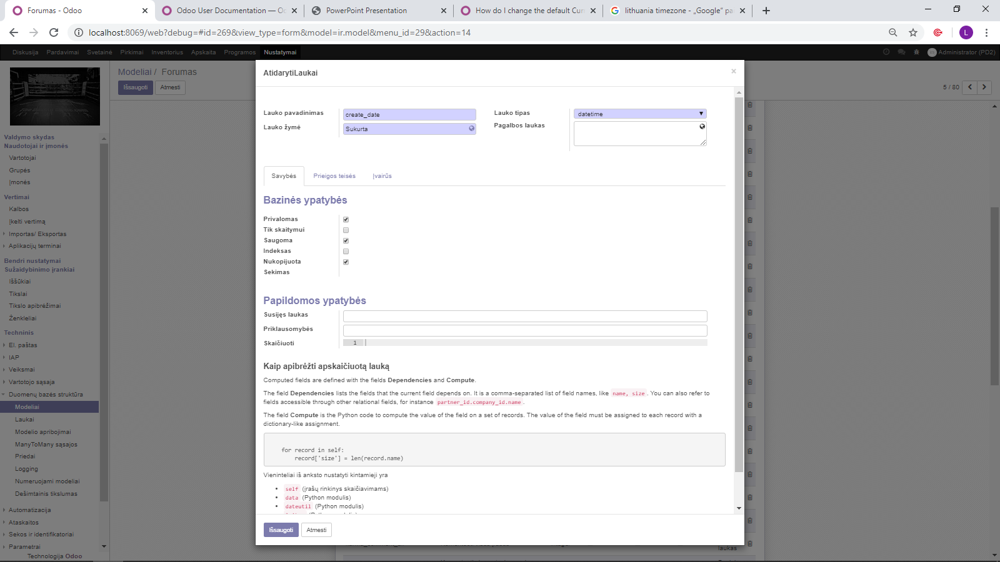 Forumas - Odoo
Odoo User Documentation — Oc
PowerPoint Presentation
How do I change the default Curr
lithuania timezone - „Google“ pa
localhost:8069/web?debug=#id=269&view_type=form&model=ir.model&menu_id=29&action=14
L
Diskusija Pardavimai Svetainė Pirkimai Inventorius Apskaita Programos Nustatymai
Administrator (PD2)
Modeliai / Forumas
Išsaugoti Atmesti
5 / 80
Valdymo skydas
Naudotojai ir įmonės
Vartotojai
Grupės
Įmonės
Vertimai
Kalbos
Įkelti vertimą
Importas/ Eksportas
Aplikacijų terminai
Bendri nustatymai
Sužaidybinimo įrankiai
Iššūkiai
Tikslai
Tikslo apibrėžimai
Ženkleliai
Techninis
El. paštas
IAP
Veiksmai
Vartotojo sąsaja
Duomenų bazės struktūra
Modeliai
Laukai
Modelio apribojimai
ManyToMany sąsajos
Priedai
Logging
Numeruojami modeliai
Dešimtainis tikslumas
Automatizacija
Ataskaitos
Sekos ir identifikatoriai
Parametrai
Technologija Odoo
AtidarytiLaukai
×
Lauko pavadinimas create_date
Lauko tipas datetime
Lauko žymė Sukurta
Pagalbos laukas
Savybės Prieigos teisės Įvairūs
Bazinės ypatybės
Privalomas
Tik skaitymui
Saugoma
Indeksas
Nukopijuota
Sekimas
Papildomos ypatybės
Susijęs laukas
Priklausomybės
Skaičiuoti 1
Kaip apibrėžti apskaičiuotą lauką
Computed fields are defined with the fields Dependencies and Compute.
The field Dependencies lists the fields that the current field depends on. It is a comma-separated list of field names, like name, size . You can also refer to
fields accessible through other relational fields, for instance partner_id.company_id.name .
The field Compute is the Python code to compute the value of the field on a set of records. The value of the field must be assigned to each record with a
dictionary-like assignment.
for record in self:
record['size'] = len(record.name)
Vieninteliai iš anksto nustatyti kintamieji yra
self (įrašų rinkinys skaičiavimams)
data (Python modulis)
dateutil (Python modulis)
Išsaugoti Atmesti
laukas